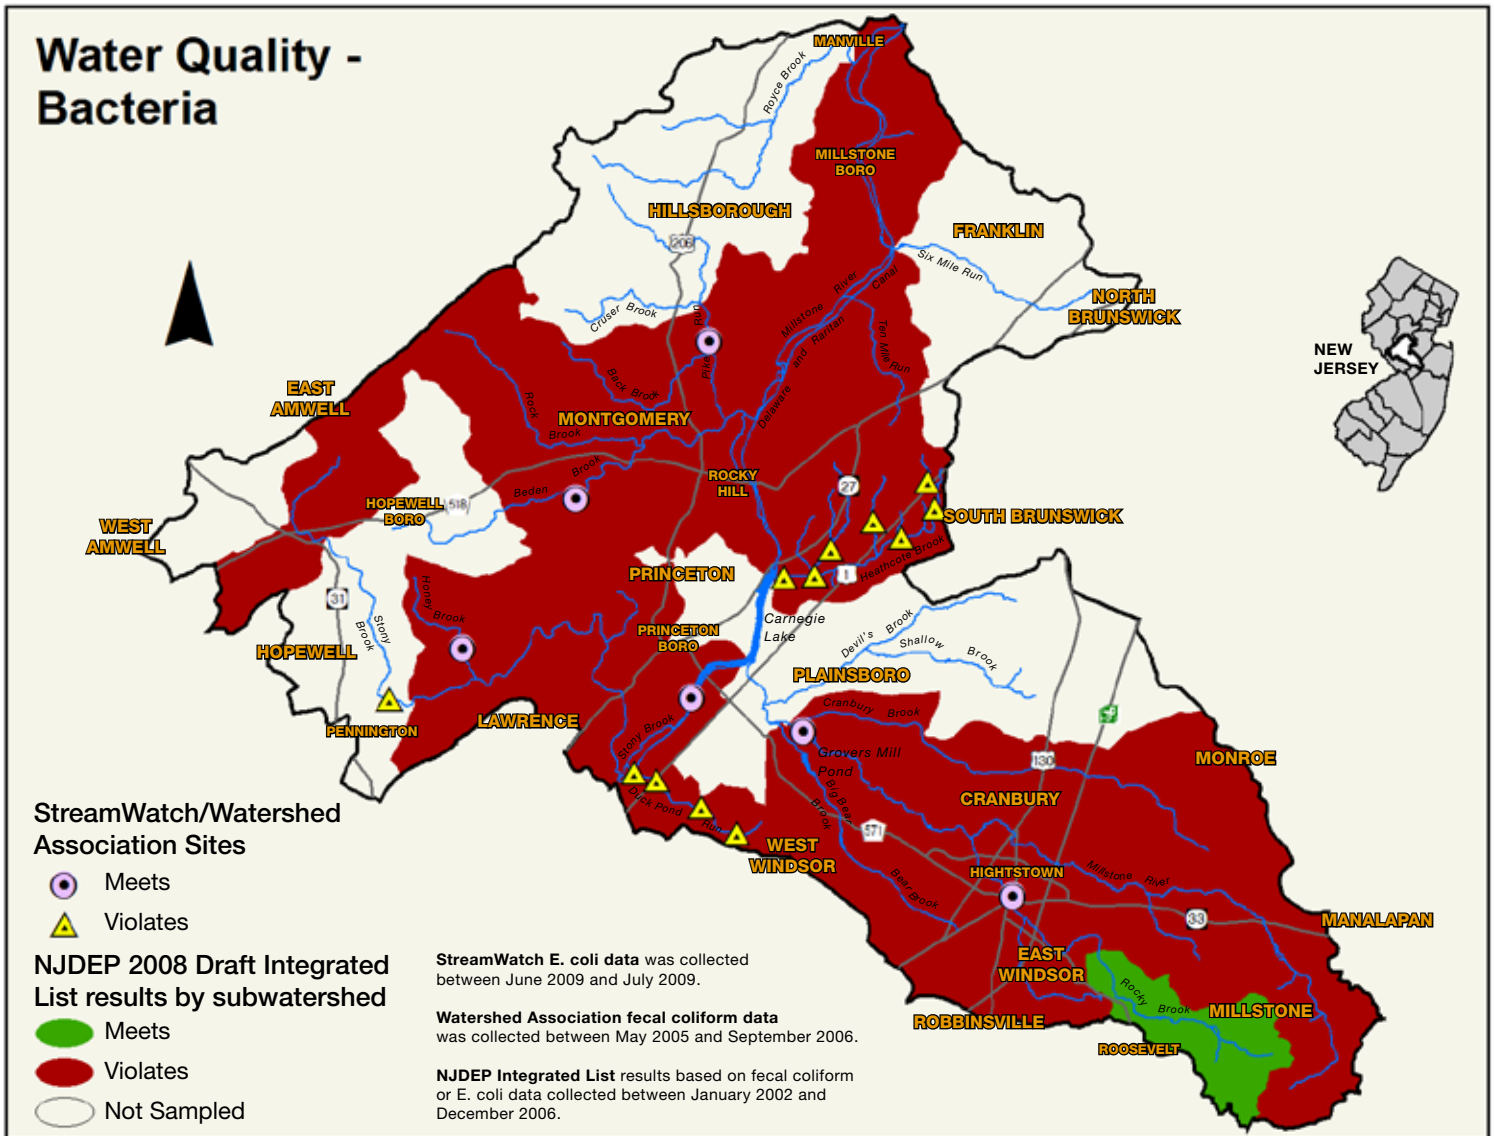 Water Quality -
Bacteria
MANVILLE
Royce Brook
MILLSTONE
BORO
HILLSBOROUGH
206
FRANKLIN
Six Mile Run
NORTH
BRUNSWICK
Cruser Brook
Pike Run
Millstone River
Delaware and Raritan Canal
Ten Mile Run
NEW
JERSEY
EAST
AMWELL
Back Brook
Rock Brook
MONTGOMERY
Beden Brook
ROCKY
HILL
27
HOPEWELL
BORO
518
WEST
AMWELL
SOUTH BRUNSWICK
Heathcote Brook
1
PRINCETON
31
Honey Brook
Stony Brook
HOPEWELL
PRINCETON
BORO
Carnegie
Lake
Devil's Brook
Shallow Brook
PLAINSBORO
PENNINGTON
LAWRENCE
Stony Brook
Cranbury Brook
Grovers Mill
Pond
Big Bear Brook
130
MONROE
CRANBURY
Duck Pond Run
571
WEST
WINDSOR
Bear Brook
HIGHTSTOWN
Millstone River
33
MANALAPAN
EAST
WINDSOR
Rocky Brook
MILLSTONE
ROBBINSVILLE
ROOSEVELT
StreamWatch/Watershed
Association Sites
Meets
Violates
NJDEP 2008 Draft Integrated
List results by subwatershed
Meets
Violates
Not Sampled
StreamWatch E. coli data was collected
between June 2009 and July 2009.
Watershed Association fecal coliform data
was collected between May 2005 and September 2006.
NJDEP Integrated List results based on fecal coliform
or E. coli data collected between January 2002 and
December 2006.